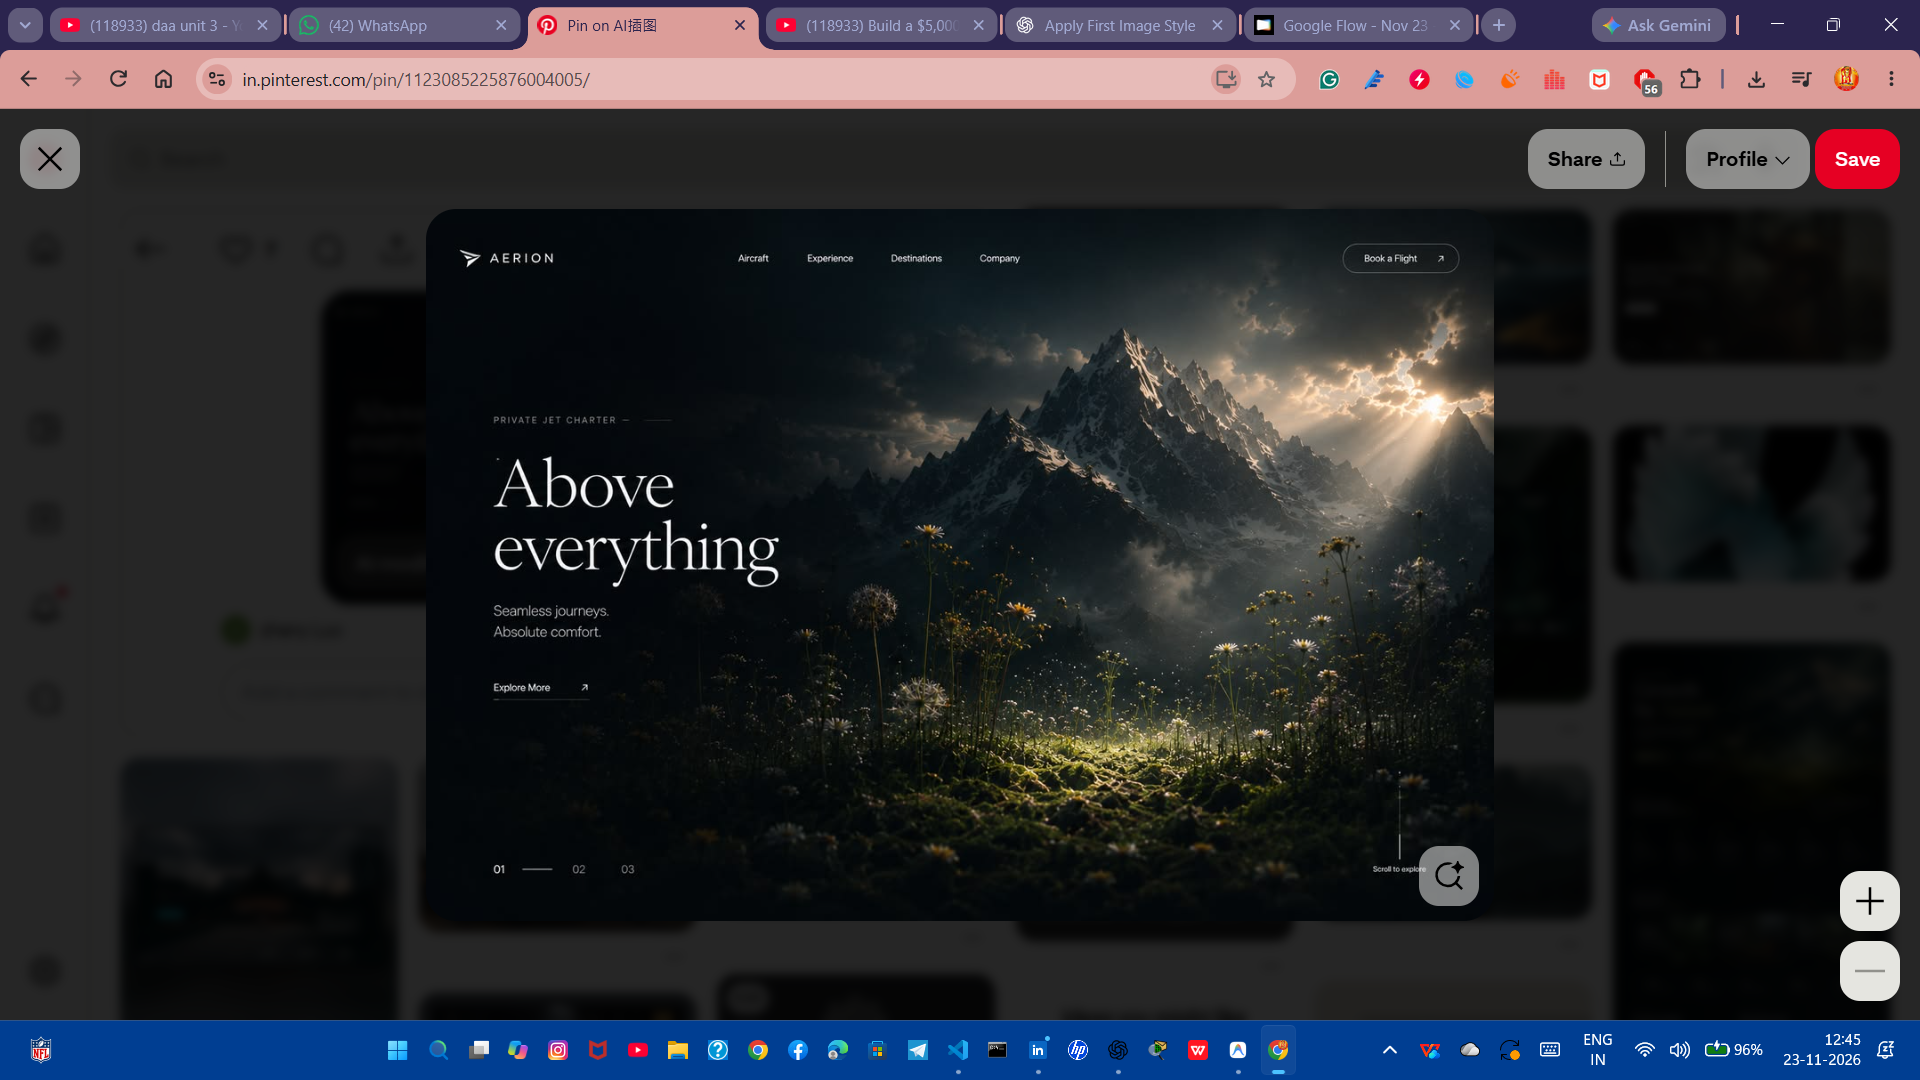 (118933) daa unit 3 - Y
(42) WhatsApp
Pin on AI插图
(118933) Build a $5,000
Apply First Image Style
Google Flow - Nov 23
Ask Gemini
in.pinterest.com/pin/1123085225876004005/
56
Share
Profile
Save
AERION
Aircraft
Experience
Destinations
Company
Book a Flight
PRIVATE JET CHARTER
Above
everything
Seamless journeys.
Absolute comfort.
Explore More
01
02
03
Scroll to explore
ENG
IN
96%
12:45
23-11-2026